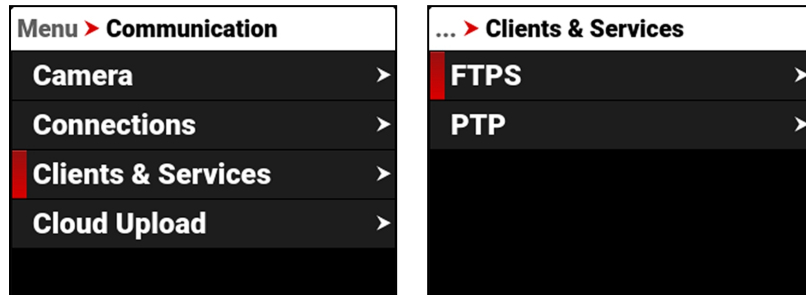 Menu > Communication
Camera
Connections
Clients & Services
Cloud Upload
... > Clients & Services
FTPS
PTP